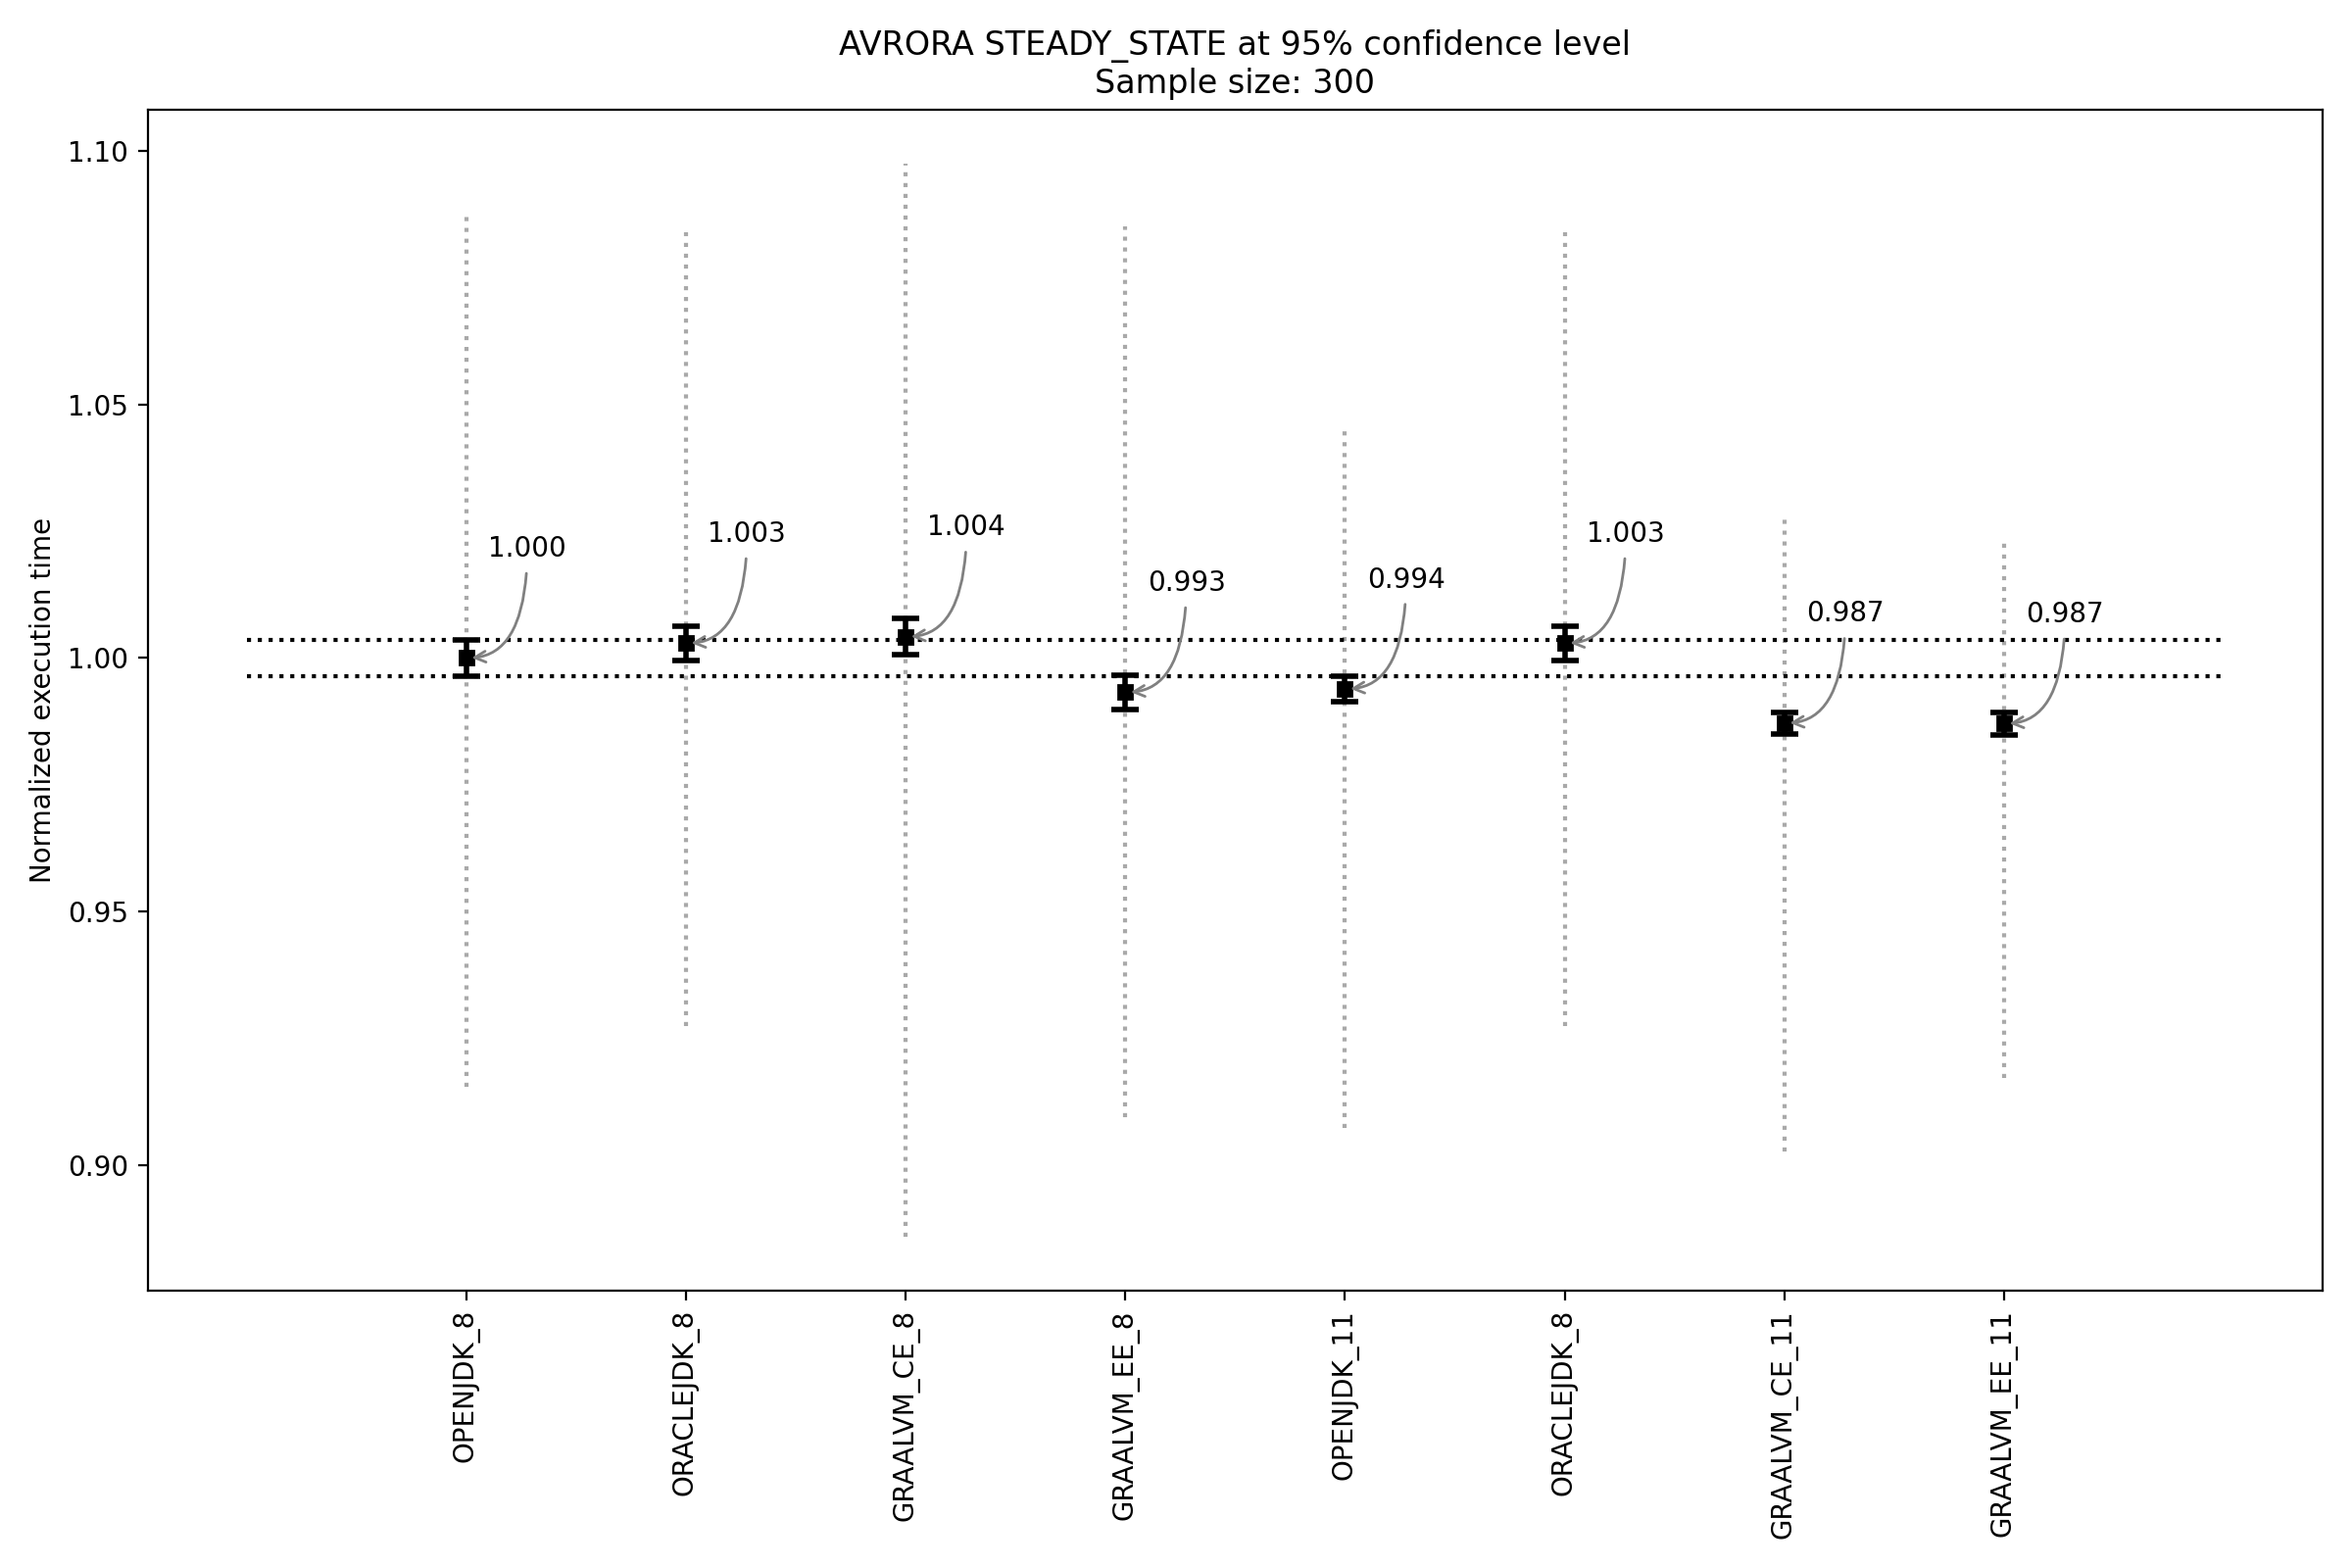 AVRORA STEADY_STATE at 95% confidence level
Sample size: 300
Normalized execution time
1.10
1.05
1.00
0.95
0.90
1.000
1.003
1.004
0.993
0.994
1.003
0.987
0.987
OPENJDK_8
ORACLEJDK_8
GRAALVM_CE_8
GRAALVM_EE_8
OPENJDK_11
ORACLEJDK_8
GRAALVM_CE_11
GRAALVM_EE_11